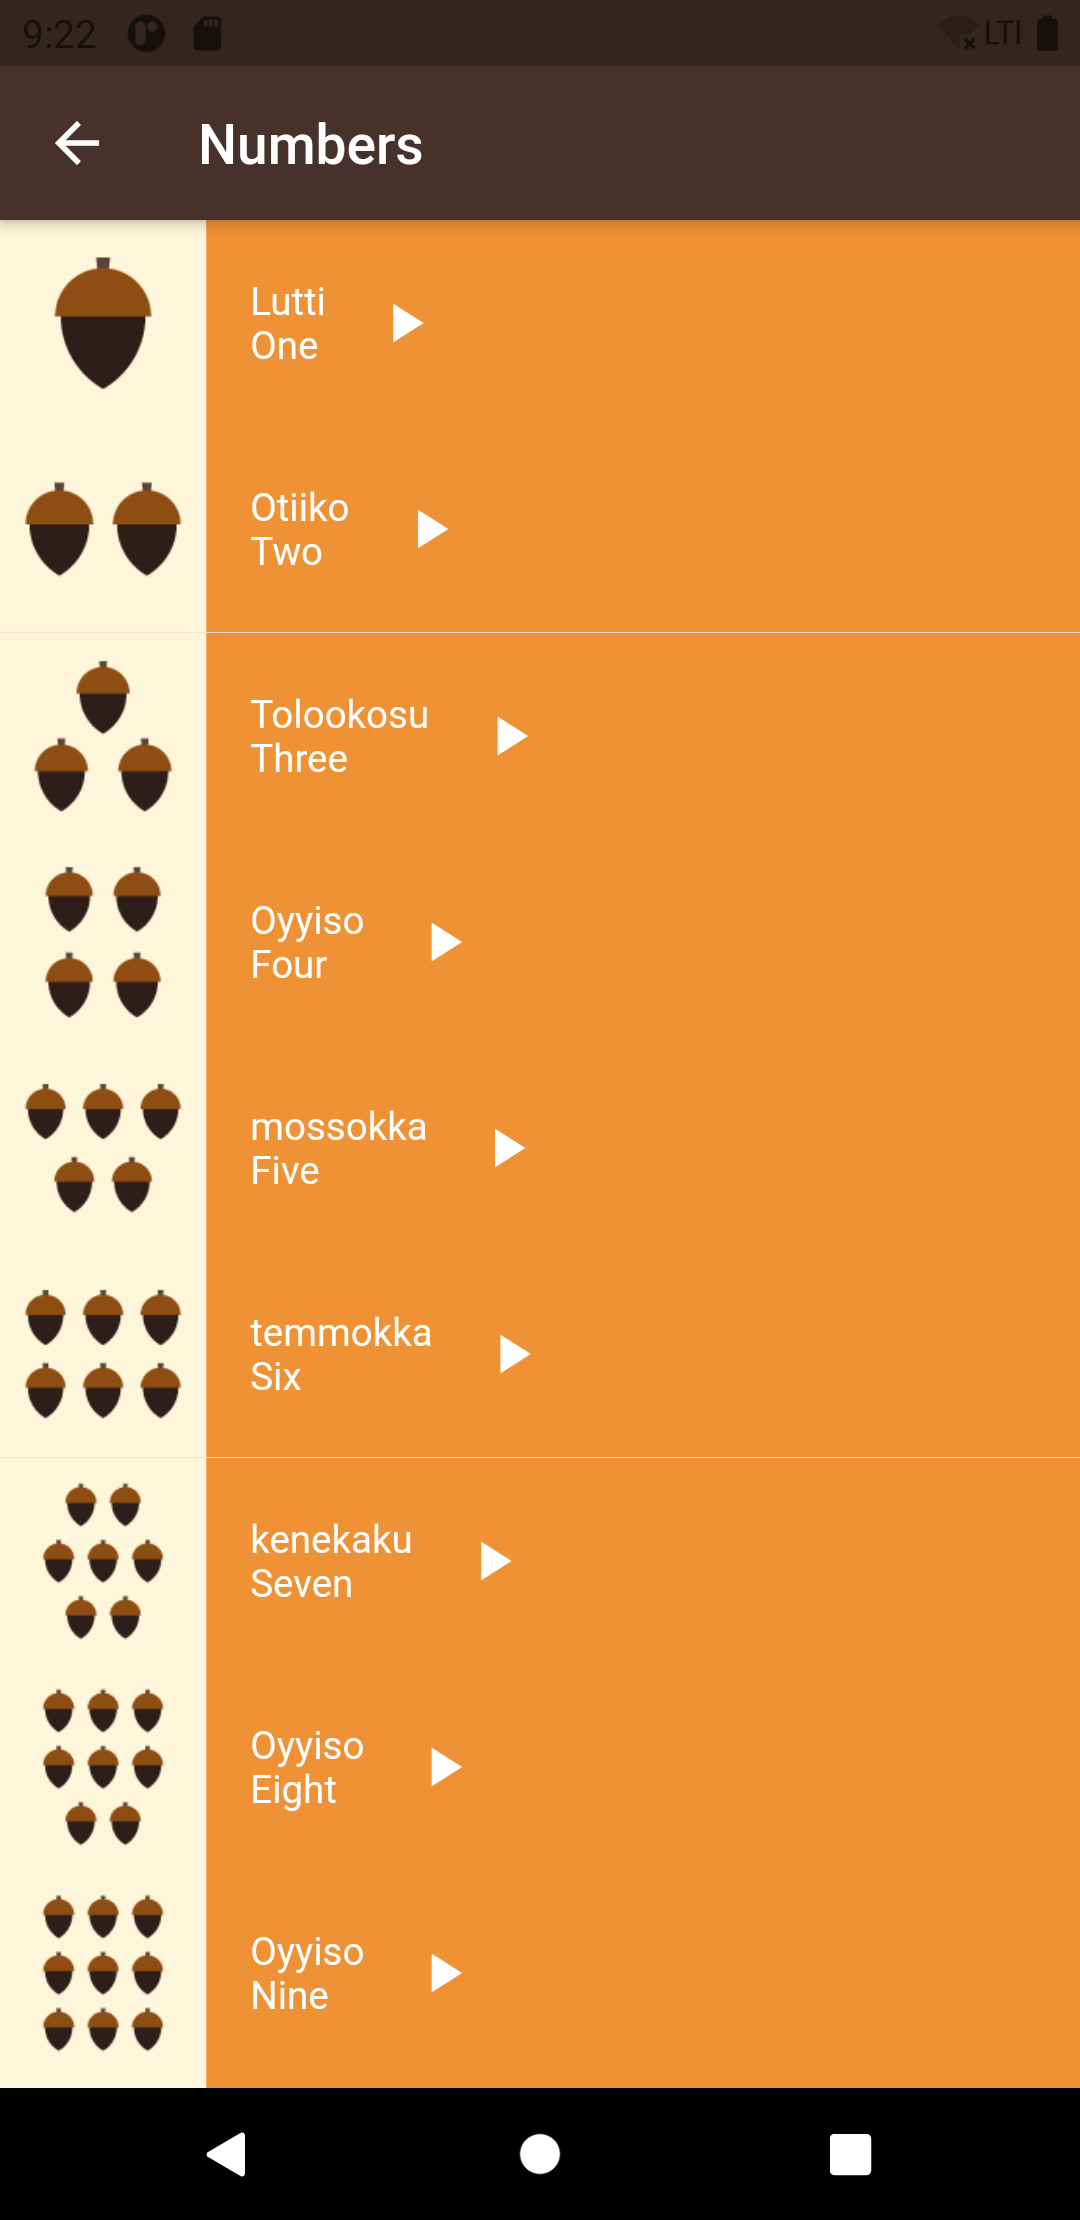 9:22
LTI
Numbers
Lutti
One
Otiiko
Two
Tolookosu
Three
Oyyiso
Four
mossokka
Five
temmokka
Six
kenekaku
Seven
Oyyiso
Eight
Oyyiso
Nine